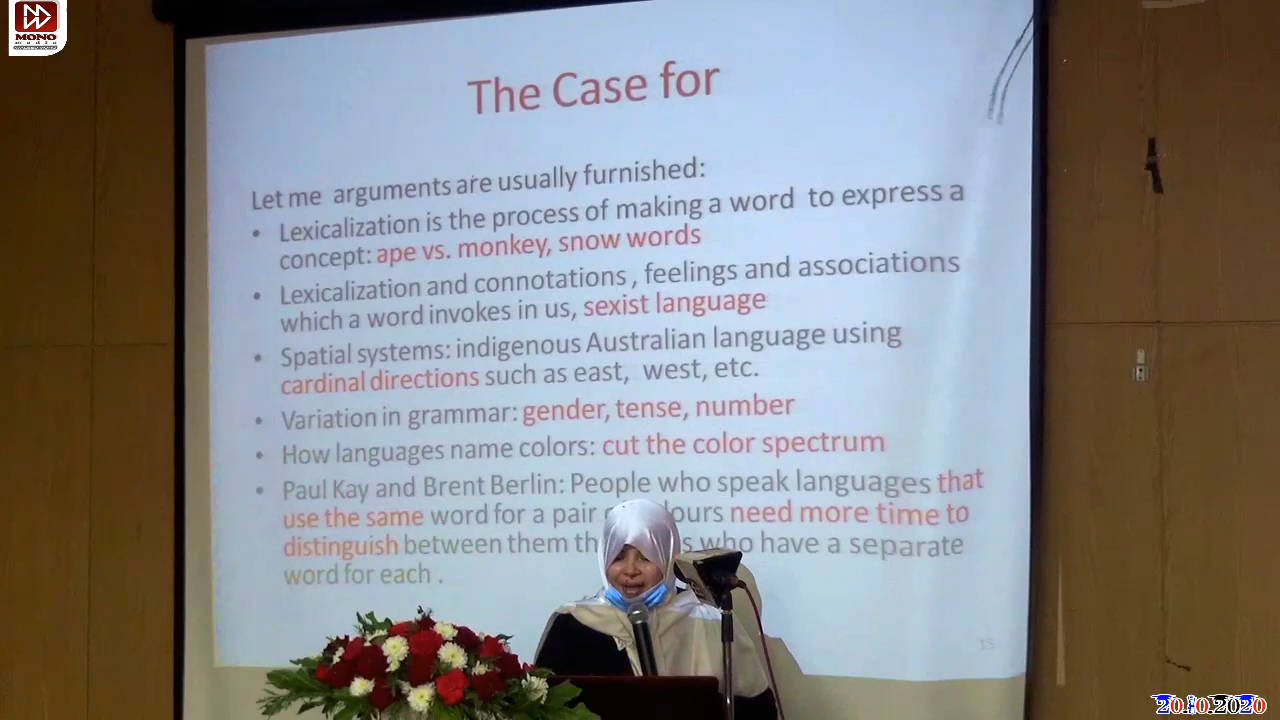 MONO
media
The Case for
Let me arguments are usually furnished:
• Lexicalization is the process of making a word to express a
concept: ape vs. monkey, snow words
• Lexicalization and connotations , feelings and associations
which a word invokes in us, sexist language
• Spatial systems: indigenous Australian language using
cardinal directions such as east, west, etc.
• Variation in grammar: gender, tense, number
• How languages name colors: cut the color spectrum
• Paul Kay and Brent Berlin: People who speak languages that
use the same word for a pair lours need more time to
distinguish between them th s who have a separate
word for each .
15
20.10.2020